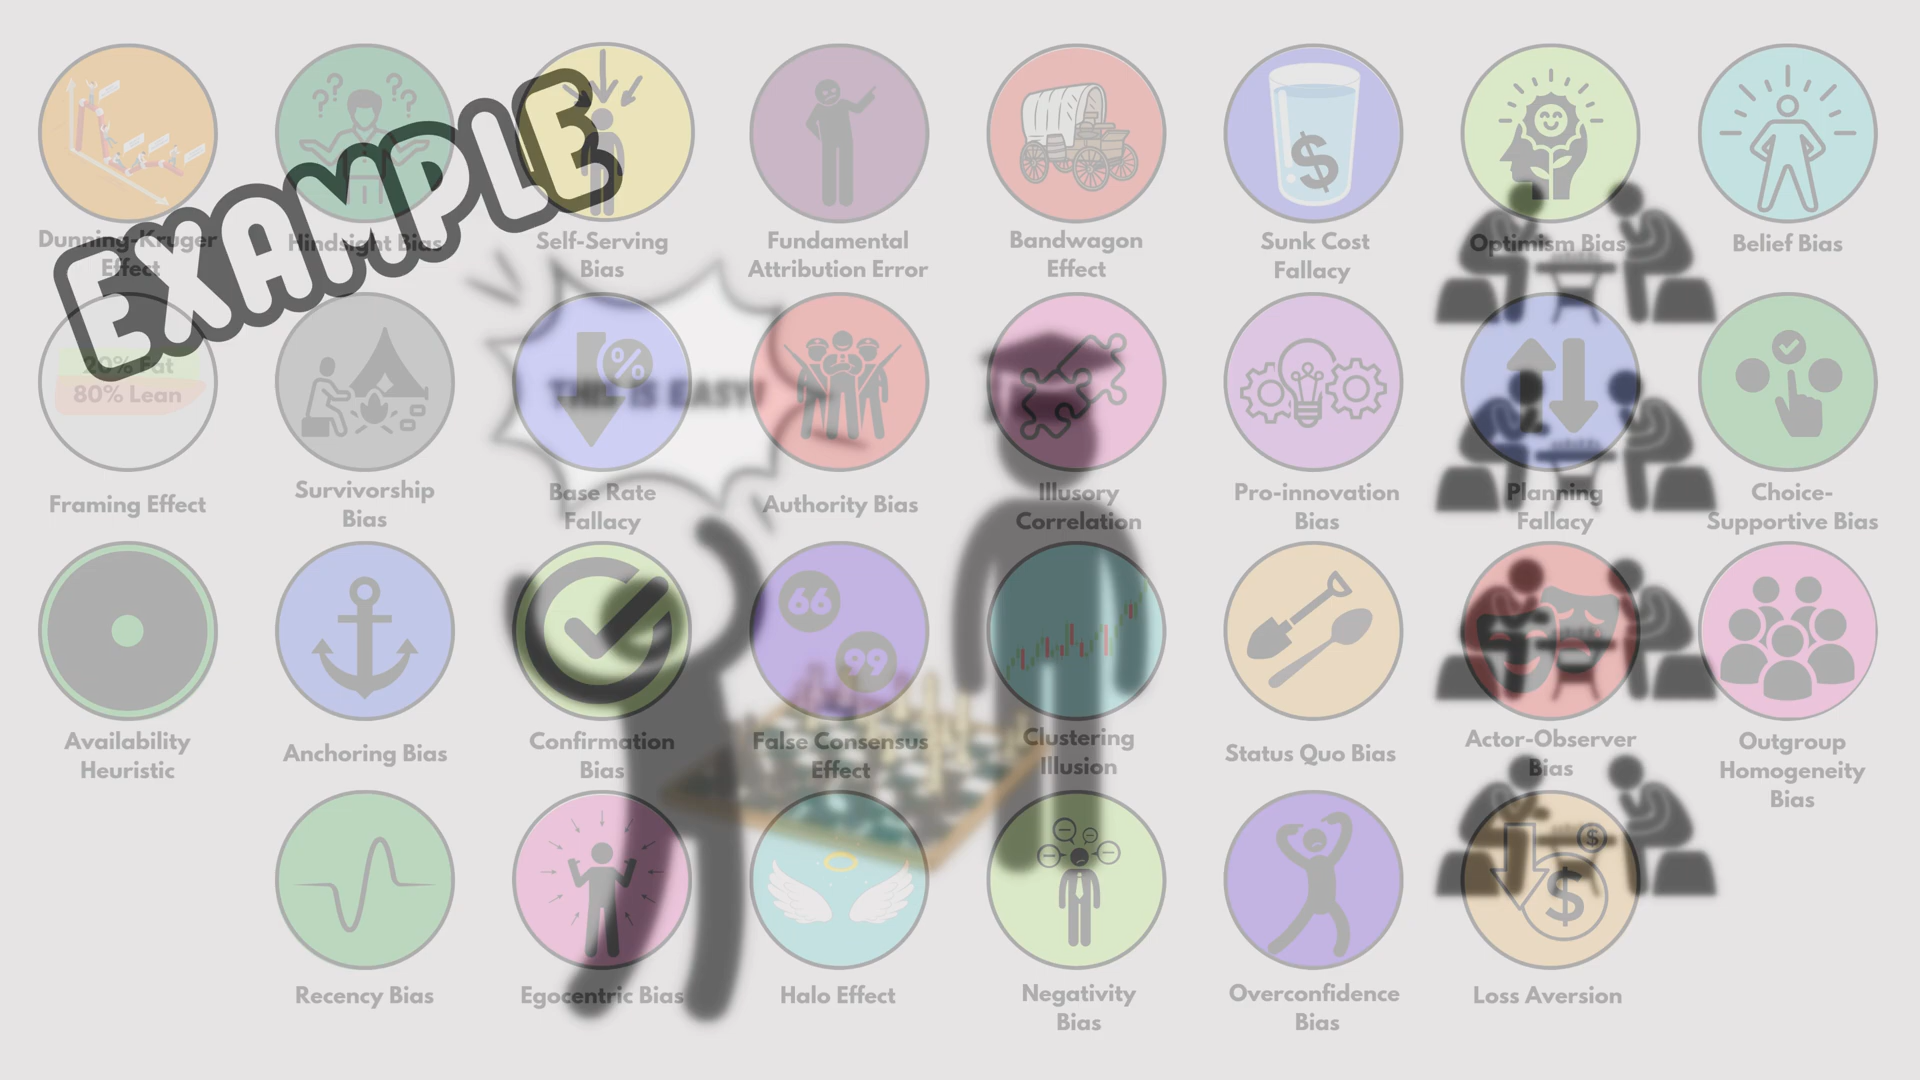 EXAMPLE
Dunning-Kruger
Effect
Hindsight Bias
Self-Serving
Bias
Fundamental
Attribution Error
Bandwagon
Effect
$
Sunk Cost
Fallacy
Optimism Bias
Belief Bias
20% Fat
80% Lean
Framing Effect
Survivorship
Bias
%
THIS IS EASY!
Base Rate
Fallacy
Authority Bias
Illusory
Correlation
Pro-innovation
Bias
Planning
Fallacy
Choice-
Supportive Bias
Availability
Heuristic
Anchoring Bias
Confirmation
Bias
66
99
False Consensus
Effect
Clustering
Illusion
Status Quo Bias
Actor-Observer
Bias
Outgroup
Homogeneity
Bias
Recency Bias
Egocentric Bias
Halo Effect
Negativity
Bias
Overconfidence
Bias
$
$
Loss Aversion